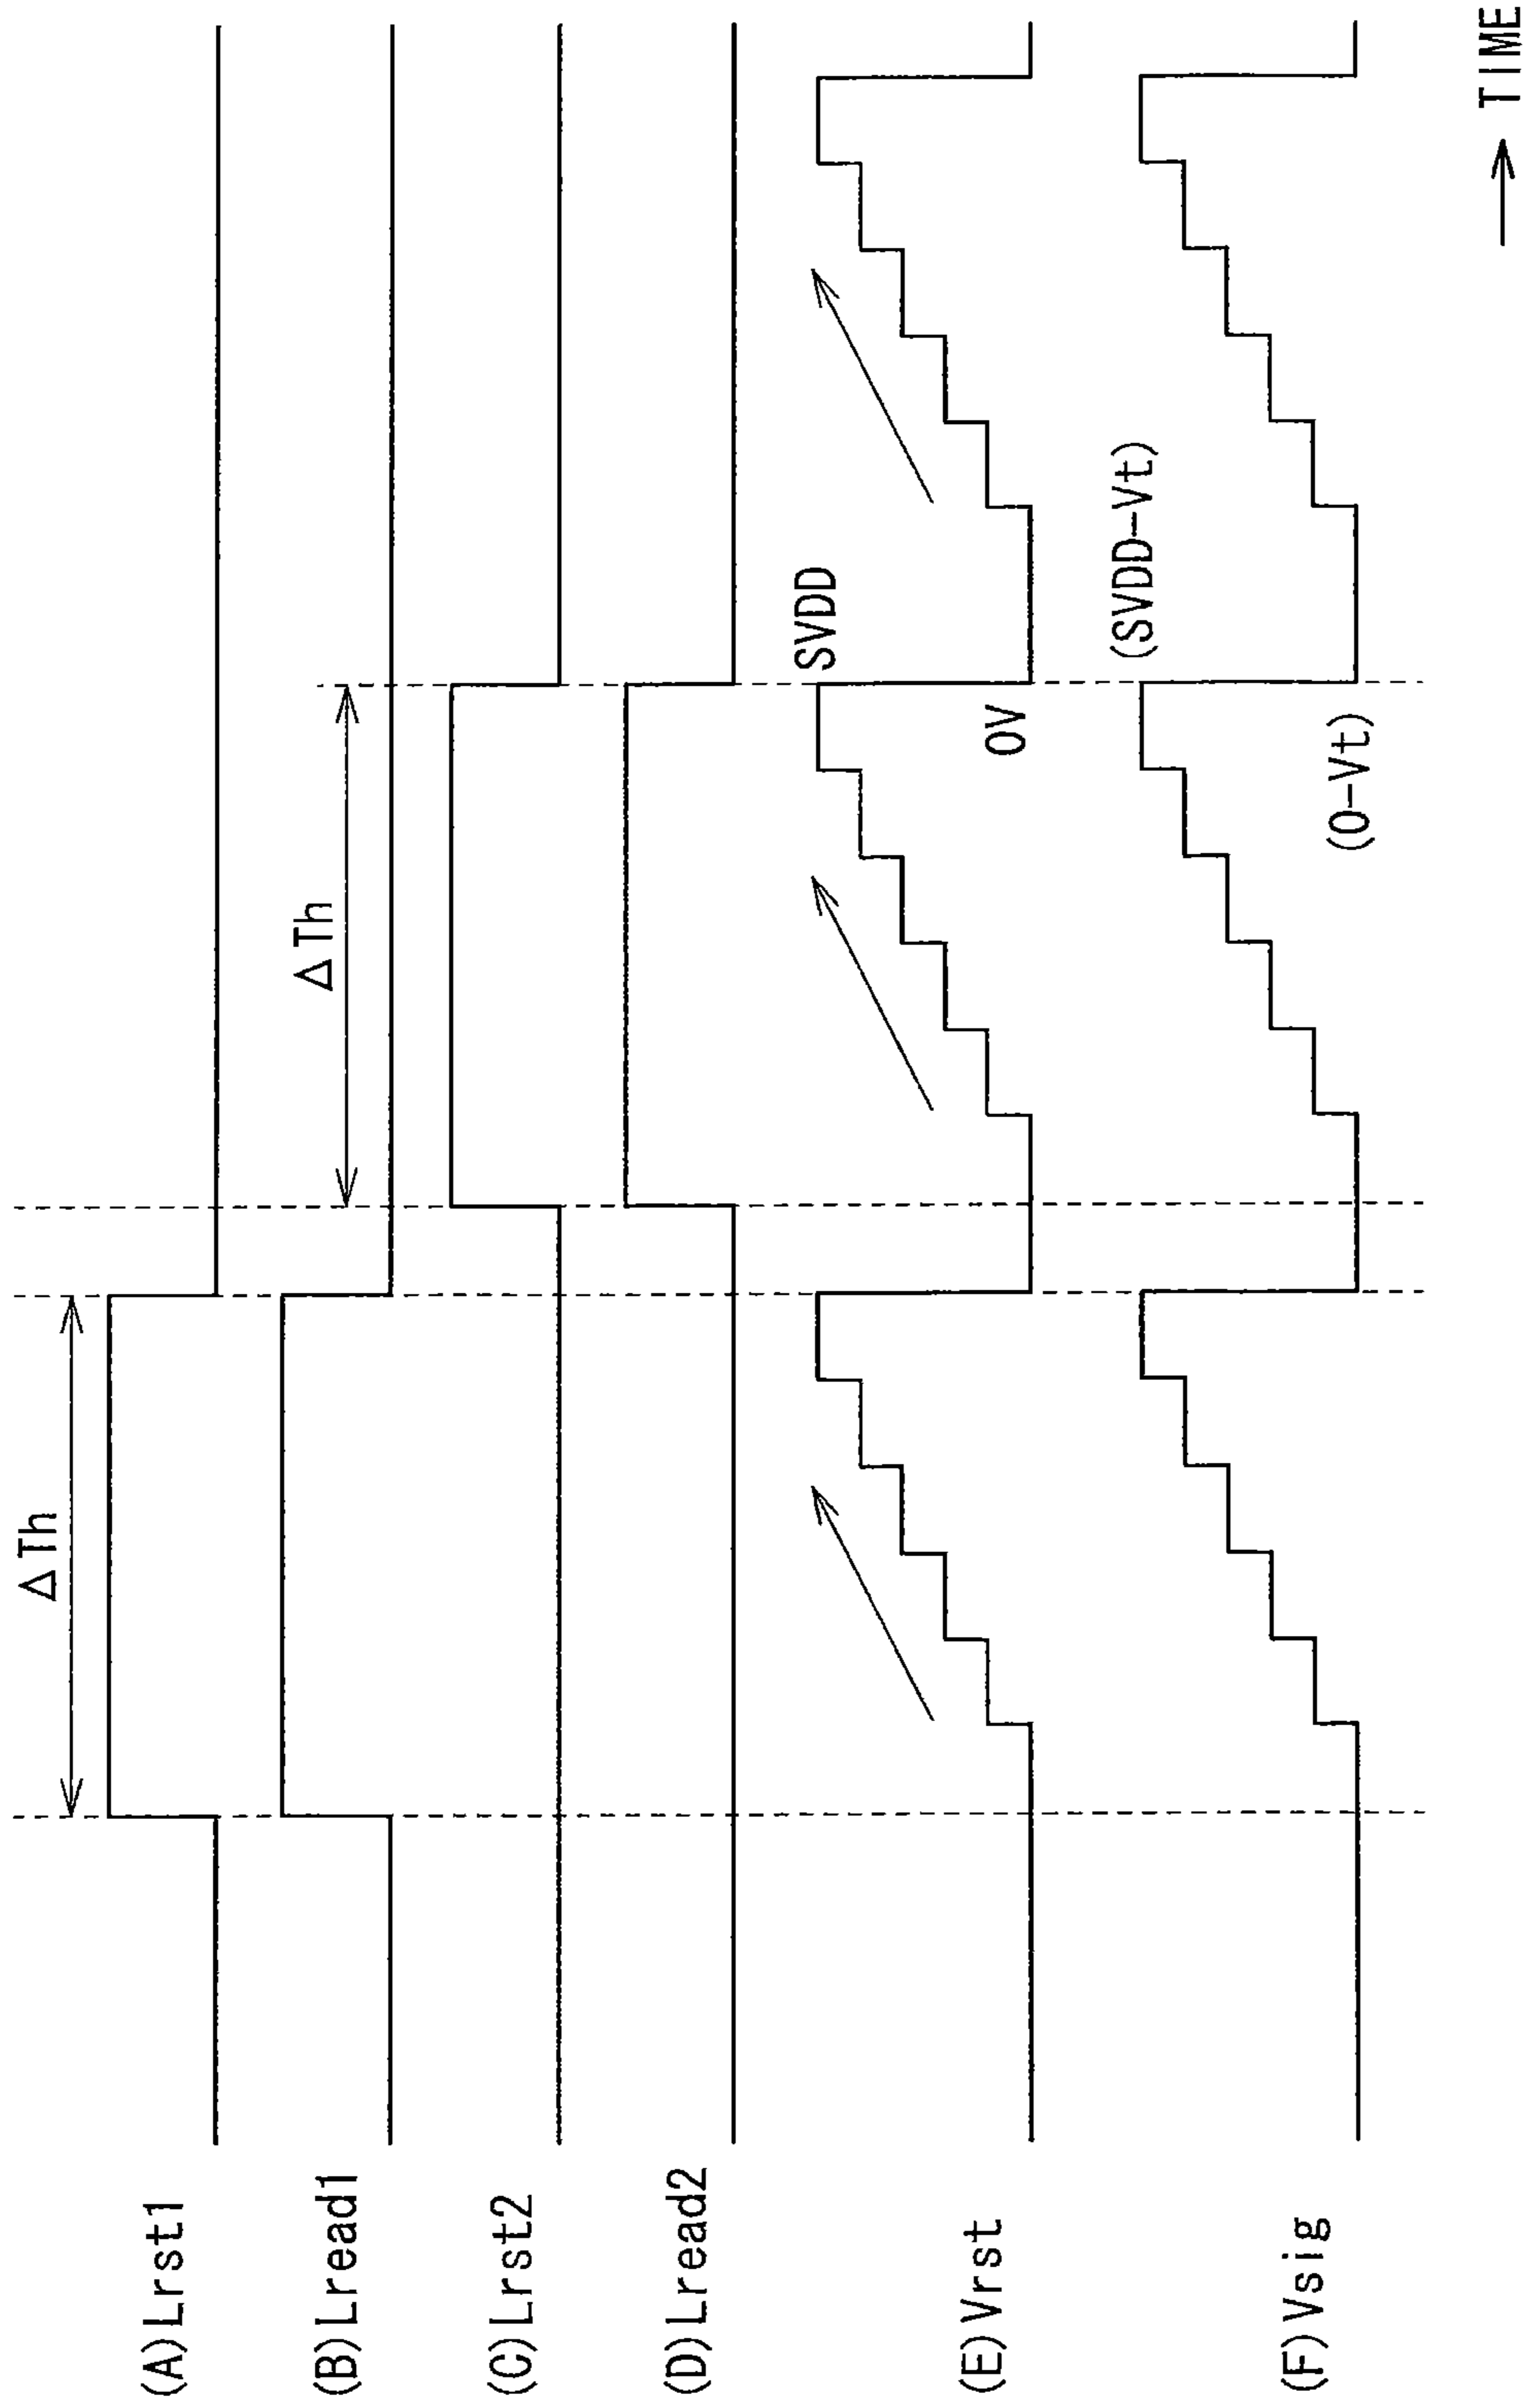 ΔTh
(A)Lrst1
ΔTh
(B)Lread1
(C)Lrst2
(D)Lread2
SVDD
(E)Vrst
0V
(SVDD-Vt)
(F)Vsig
(0-Vt)
→ TIME